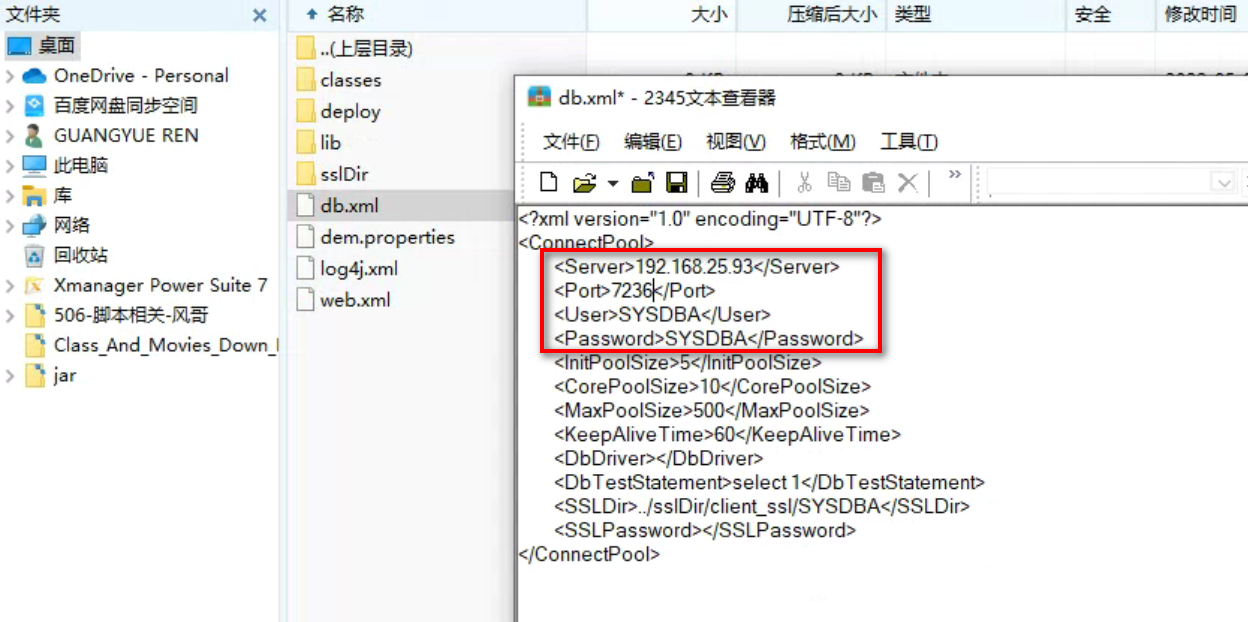 文件夹
桌面
OneDrive - Personal
百度网盘同步空间
GUANGYUE REN
此电脑
库
网络
回收站
Xmanager Power Suite 7
506-脚本相关-风哥
Class_And_Movies_Down_
jar
名称 大小 压缩后大小 类型 安全 修改时间
..(上层目录)
classes
deploy
lib
sslDir
db.xml
dem.properties
log4j.xml
web.xml
db.xml* - 2345文本查看器
文件(F) 编辑(E) 视图(V) 格式(M) 工具(T)
<?xml version="1.0" encoding="UTF-8"?>
<ConnectPool>
<Server>192.168.25.93</Server>
<Port>7236</Port>
<User>SYSDBA</User>
<Password>SYSDBA</Password>
<InitPoolSize>5</InitPoolSize>
<CorePoolSize>10</CorePoolSize>
<MaxPoolSize>500</MaxPoolSize>
<KeepAliveTime>60</KeepAliveTime>
<DbDriver></DbDriver>
<DbTestStatement>select 1</DbTestStatement>
<SSLDir>../sslDir/client_ssl/SYSDBA</SSLDir>
<SSLPassword></SSLPassword>
</ConnectPool>